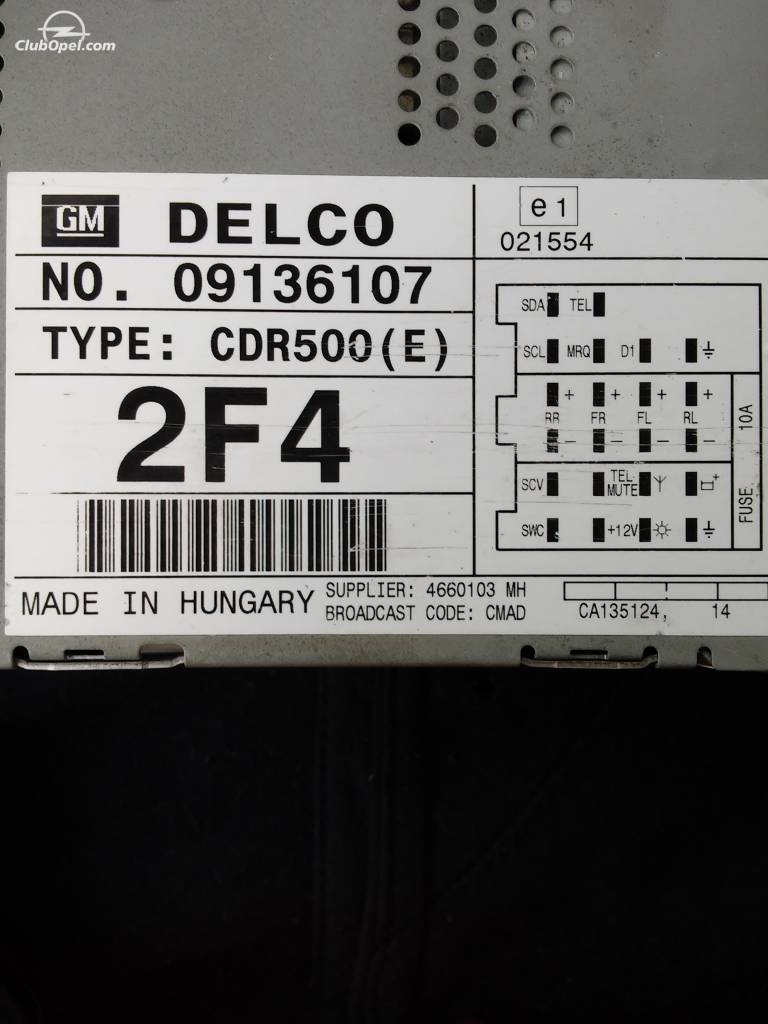 ClubOpel.com
GM DELCO
NO. 09136107
TYPE: CDR500(E)
2F4
MADE IN HUNGARY
SUPPLIER: 4660103 MH
BROADCAST CODE: CMAD
e1
021554
SDA TEL
SCL MRQ D1
+ + + +
RR FR FL RL
- - - -
SCV TEL MUTE +
SWC +12V
FUSE 10A
CA135124, 14